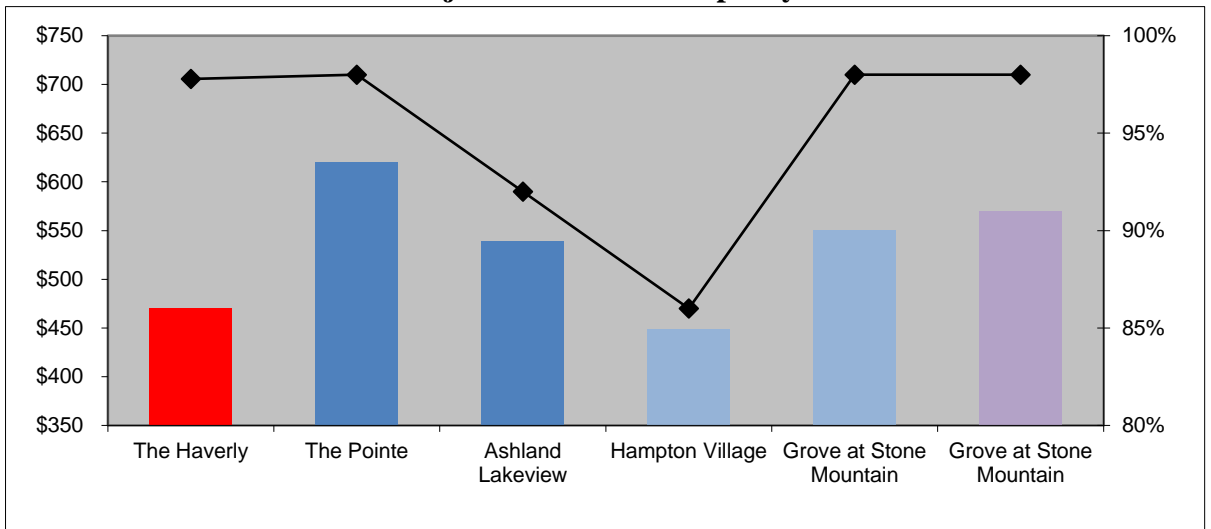 $750
$700
$650
$600
$550
$500
$450
$400
$350
100%
95%
90%
85%
80%
The Haverly
The Pointe
Ashland
Lakeview
Hampton Village
Grove at Stone
Mountain
Grove at Stone
Mountain